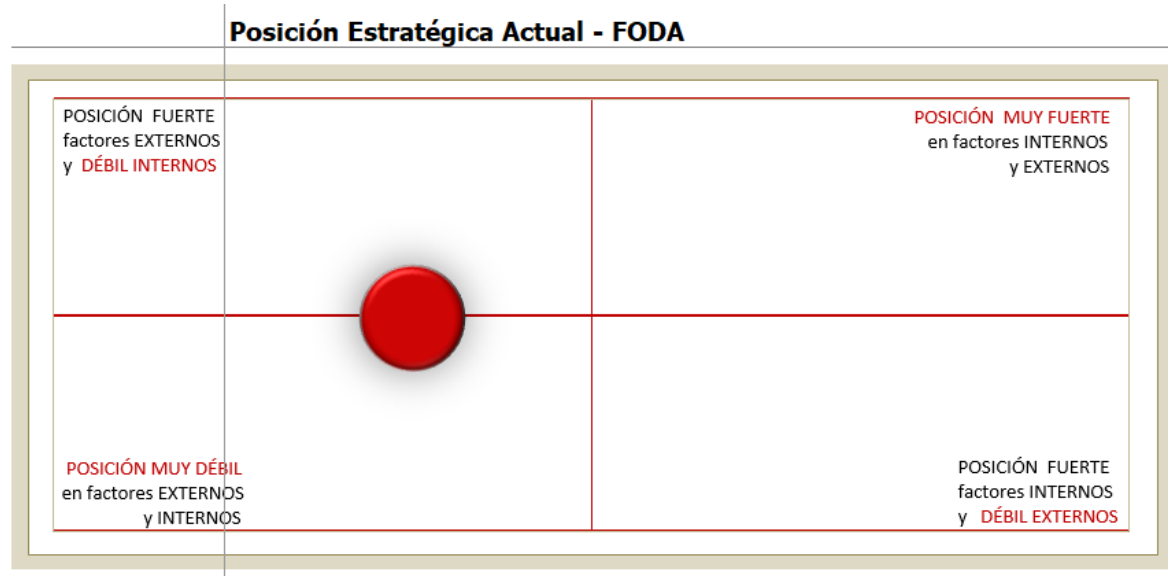 Posición Estratégica Actual - FODA
POSICIÓN FUERTE
factores EXTERNOS
y DÉBIL INTERNOS
POSICIÓN MUY FUERTE
en factores INTERNOS
y EXTERNOS
POSICIÓN MUY DÉBIL
en factores EXTERNOS
y INTERNOS
POSICIÓN FUERTE
factores INTERNOS
y DÉBIL EXTERNOS